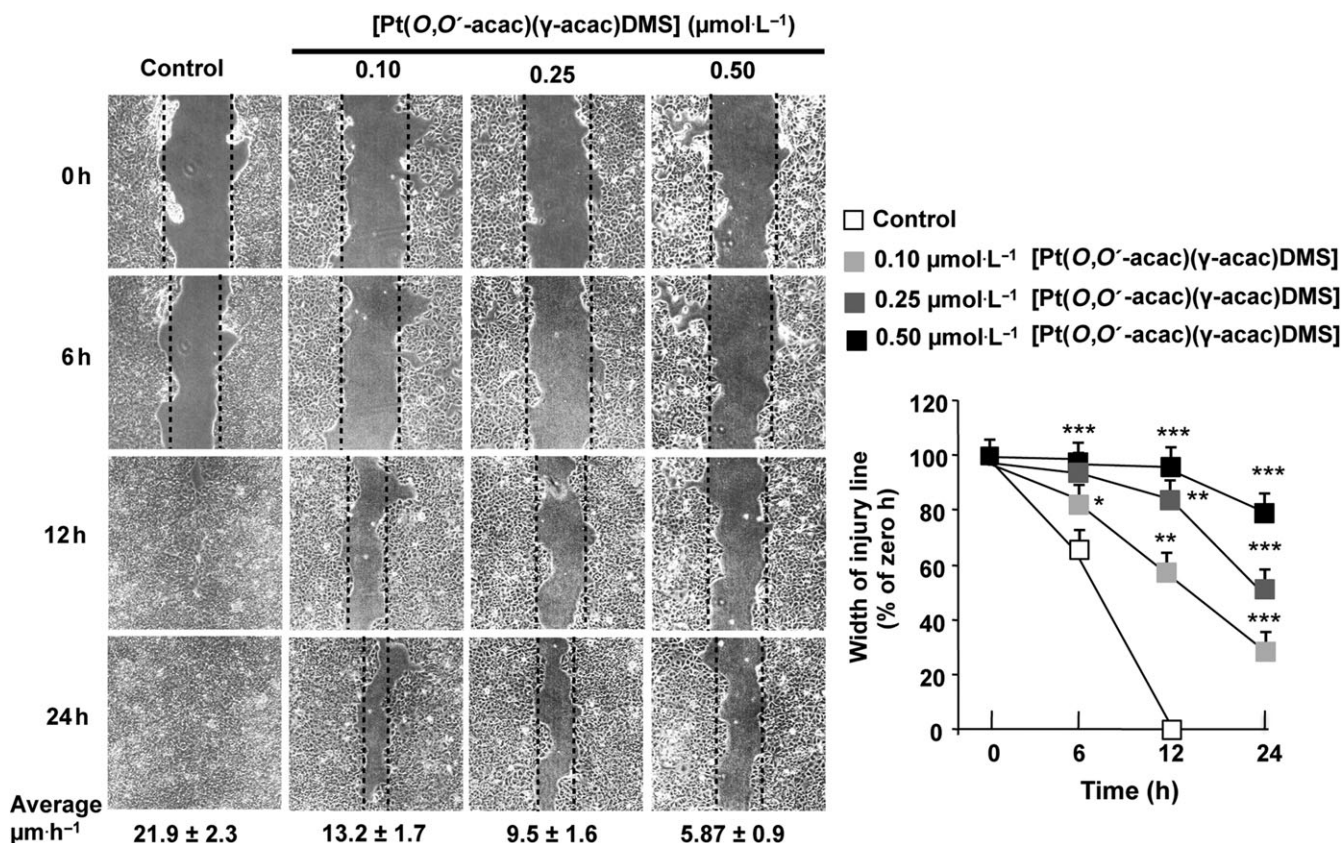 [Pt(O,O´-acac)(γ-acac)DMS] (µmol·L⁻¹)
Control 0.10 0.25 0.50
0 h
6 h
12 h
24 h
Average
µm·h⁻¹
21.9 ± 2.3 13.2 ± 1.7 9.5 ± 1.6 5.87 ± 0.9
Control
0.10 µmol·L⁻¹ [Pt(O,O´-acac)(γ-acac)DMS]
0.25 µmol·L⁻¹ [Pt(O,O´-acac)(γ-acac)DMS]
0.50 µmol·L⁻¹ [Pt(O,O´-acac)(γ-acac)DMS]
Width of injury line
(% of zero h)
120
100
80
60
40
20
0
*** *** ***
* ** **
***
***
0 6 12 24
Time (h)